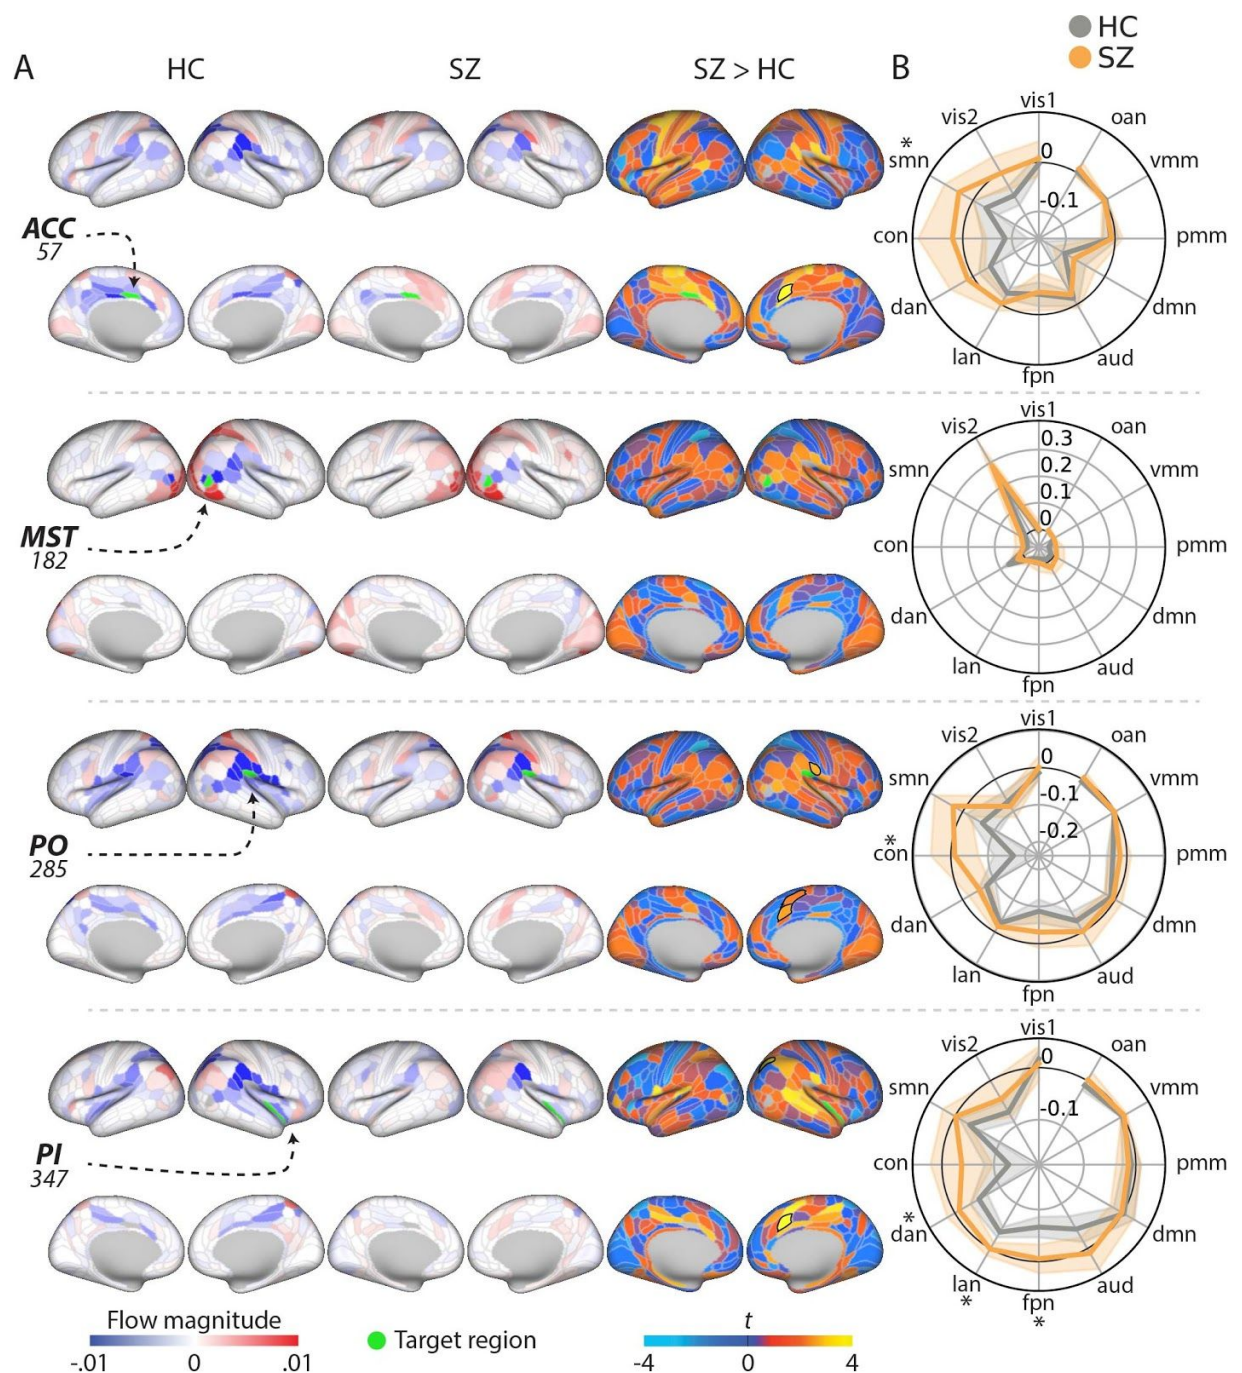 HC
SZ
A HC SZ SZ > HC B
vis1
vis2 oan
* 0
smn vmm
-0.1
ACC
57
con pmm
dan dmn
lan aud
fpn
vis1
vis2 oan
0.3
smn 0.2 vmm
0.1
0
MST
182
con pmm
dan dmn
lan aud
fpn
vis1
vis2 oan
0
smn vmm
-0.1
-0.2
PO
285
*
con pmm
dan dmn
lan aud
fpn
vis1
vis2 oan
0
smn vmm
-0.1
PI
347
con pmm
*
dan dmn
lan aud
* fpn
*
Flow magnitude
-.01 0 .01
Target region
t
-4 0 4